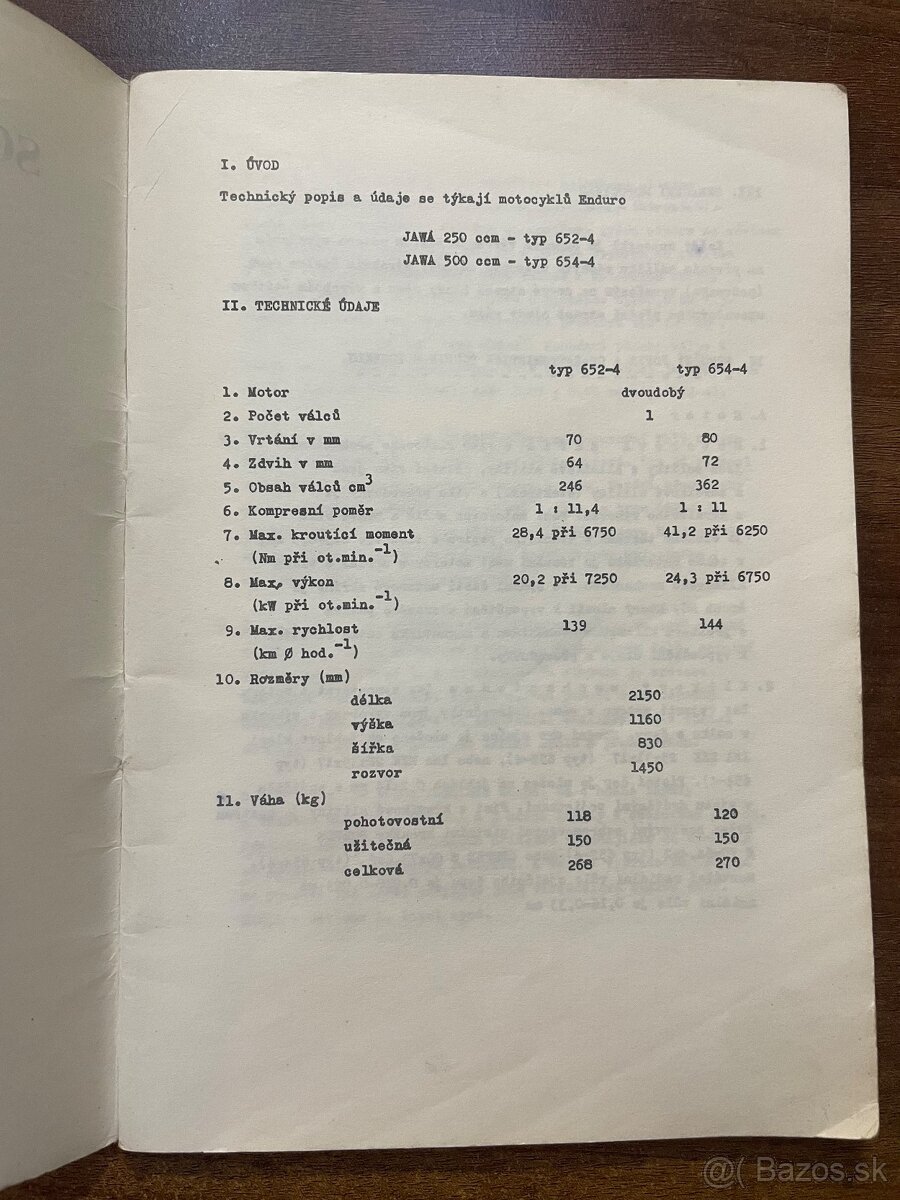 I. ÚVOD
Technický popis a údaje se týkají motocyklů Enduro
JAWA 250 ccm - typ 652-4
JAWA 500 ccm - typ 654-4
II. TECHNICKÉ ÚDAJE
typ 652-4 typ 654-4
1. Motor dvoudobý
2. Počet válců 1
3. Vrtání v mm 70 80
4. Zdvih v mm 64 72
5. Obsah válců cm³ 246 362
6. Kompresní poměr 1 : 11,4 1 : 11
7. Max. kroutící moment 28,4 při 6750 41,2 při 6250
(Nm při ot.min.⁻¹)
8. Max. výkon 20,2 při 7250 24,3 při 6750
(kW při ot.min.⁻¹)
9. Max. rychlost 139 144
(km Ø hod.⁻¹)
10. Rozměry (mm)
délka 2150
výška 1160
šířka 830
rozvor 1450
11. Váha (kg)
pohotovostní 118 120
užitečná 150 150
celková 268 270
@( Bazos.sk